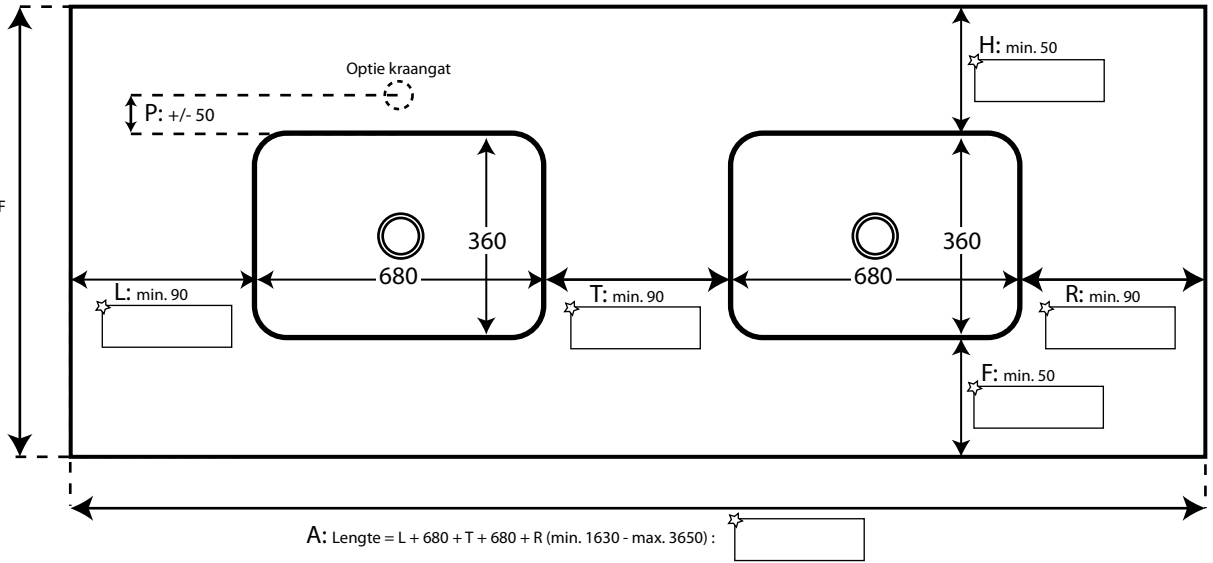 H: min. 50
Optie kraangat
P: +/- 50
F
360
360
680
680
L: min. 90
T: min. 90
R: min. 90
F: min. 50
A: Lengte = L + 680 + T + 680 + R (min. 1630 - max. 3650) :